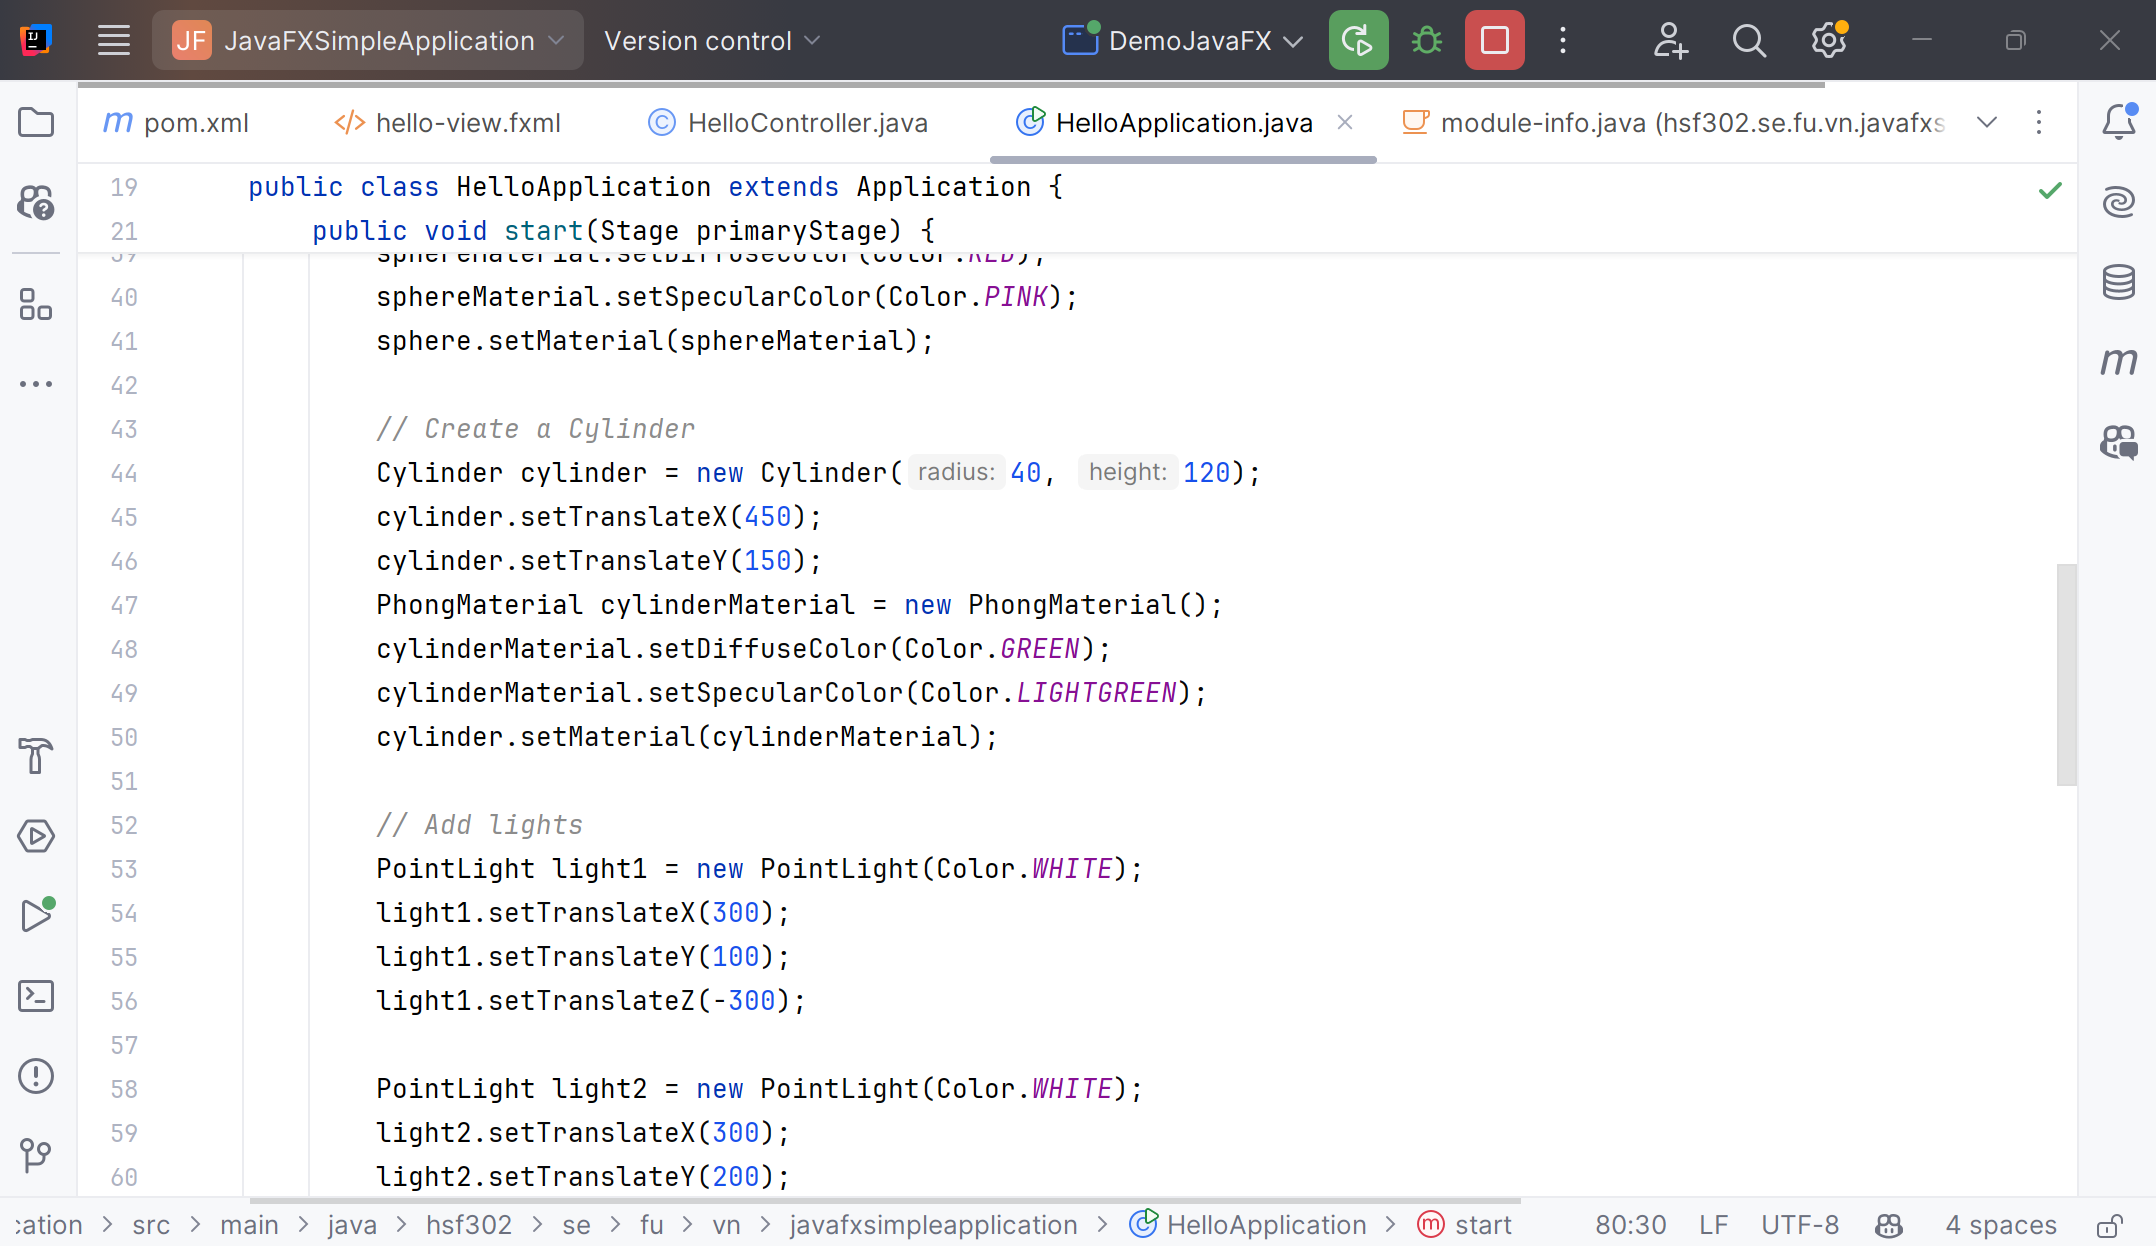 JF JavaFXSimpleApplication Version control DemoJavaFX
pom.xml hello-view.fxml HelloController.java HelloApplication.java module-info.java (hsf302.se.fu.vn.javafxs
19 public class HelloApplication extends Application {
21 public void start(Stage primaryStage) {
39 sphereMaterial.setDiffuseColor(Color.RED);
40 sphereMaterial.setSpecularColor(Color.PINK);
41 sphere.setMaterial(sphereMaterial);
42
43 // Create a Cylinder
44 Cylinder cylinder = new Cylinder( radius: 40, height: 120);
45 cylinder.setTranslateX(450);
46 cylinder.setTranslateY(150);
47 PhongMaterial cylinderMaterial = new PhongMaterial();
48 cylinderMaterial.setDiffuseColor(Color.GREEN);
49 cylinderMaterial.setSpecularColor(Color.LIGHTGREEN);
50 cylinder.setMaterial(cylinderMaterial);
51
52 // Add lights
53 PointLight light1 = new PointLight(Color.WHITE);
54 light1.setTranslateX(300);
55 light1.setTranslateY(100);
56 light1.setTranslateZ(-300);
57
58 PointLight light2 = new PointLight(Color.WHITE);
59 light2.setTranslateX(300);
60 light2.setTranslateY(200);
cation > src > main > java > hsf302 > se > fu > vn > javafxsimpleapplication > HelloApplication > start 80:30 LF UTF-8 4 spaces